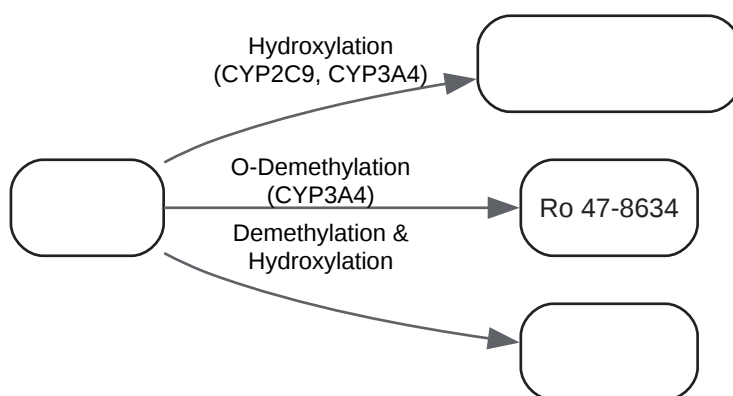 Hydroxylation
(CYP2C9, CYP3A4)
O-Demethylation
(CYP3A4)
Ro 47-8634
Demethylation &
Hydroxylation